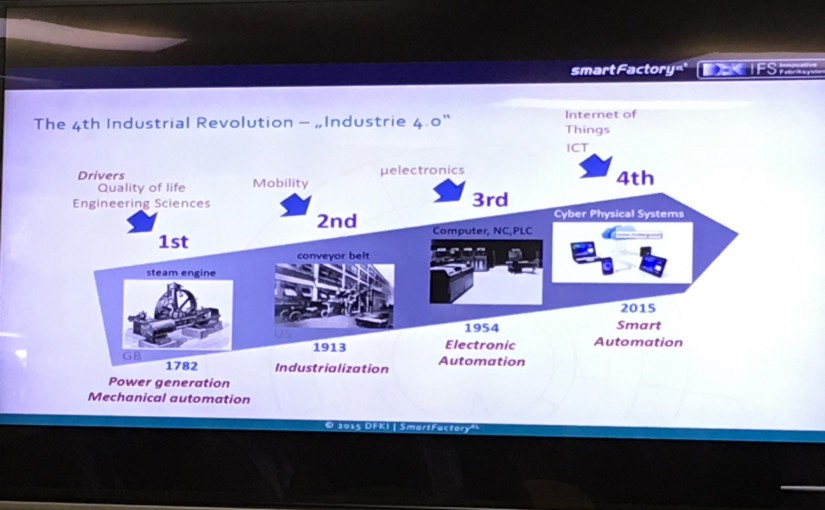 smartFactory KL
IFS Innovative
Fabriksysteme
The 4th Industrial Revolution – „Industrie 4.0“
Drivers
Quality of life
Engineering Sciences
1st
steam engine
GB
1782
Power generation
Mechanical automation
Mobility
2nd
conveyor belt
US
1913
Industrialization
µelectronics
3rd
Computer, NC,PLC
1954
Electronic
Automation
Internet of
Things
ICT
4th
Cyber Physical Systems
2015
Smart
Automation
© 2015 DFKI | SmartFactory KL